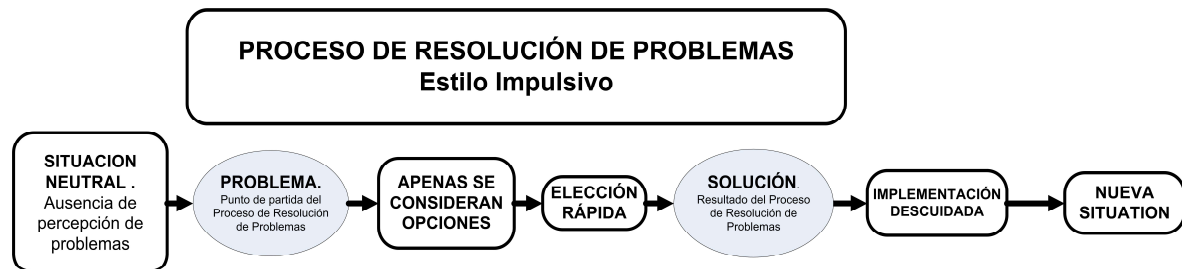 PROCESO DE RESOLUCIÓN DE PROBLEMAS
Estilo Impulsivo
SITUACION
NEUTRAL .
Ausencia de
percepción de
problemas
PROBLEMA.
Punto de partida del
Proceso de Resolución
de Problemas
APENAS SE
CONSIDERAN
OPCIONES
ELECCIÓN
RÁPIDA
SOLUCIÓN.
Resultado del Proceso
de Resolución de
Problemas
IMPLEMENTACIÓN
DESCUIDADA
NUEVA
SITUATION